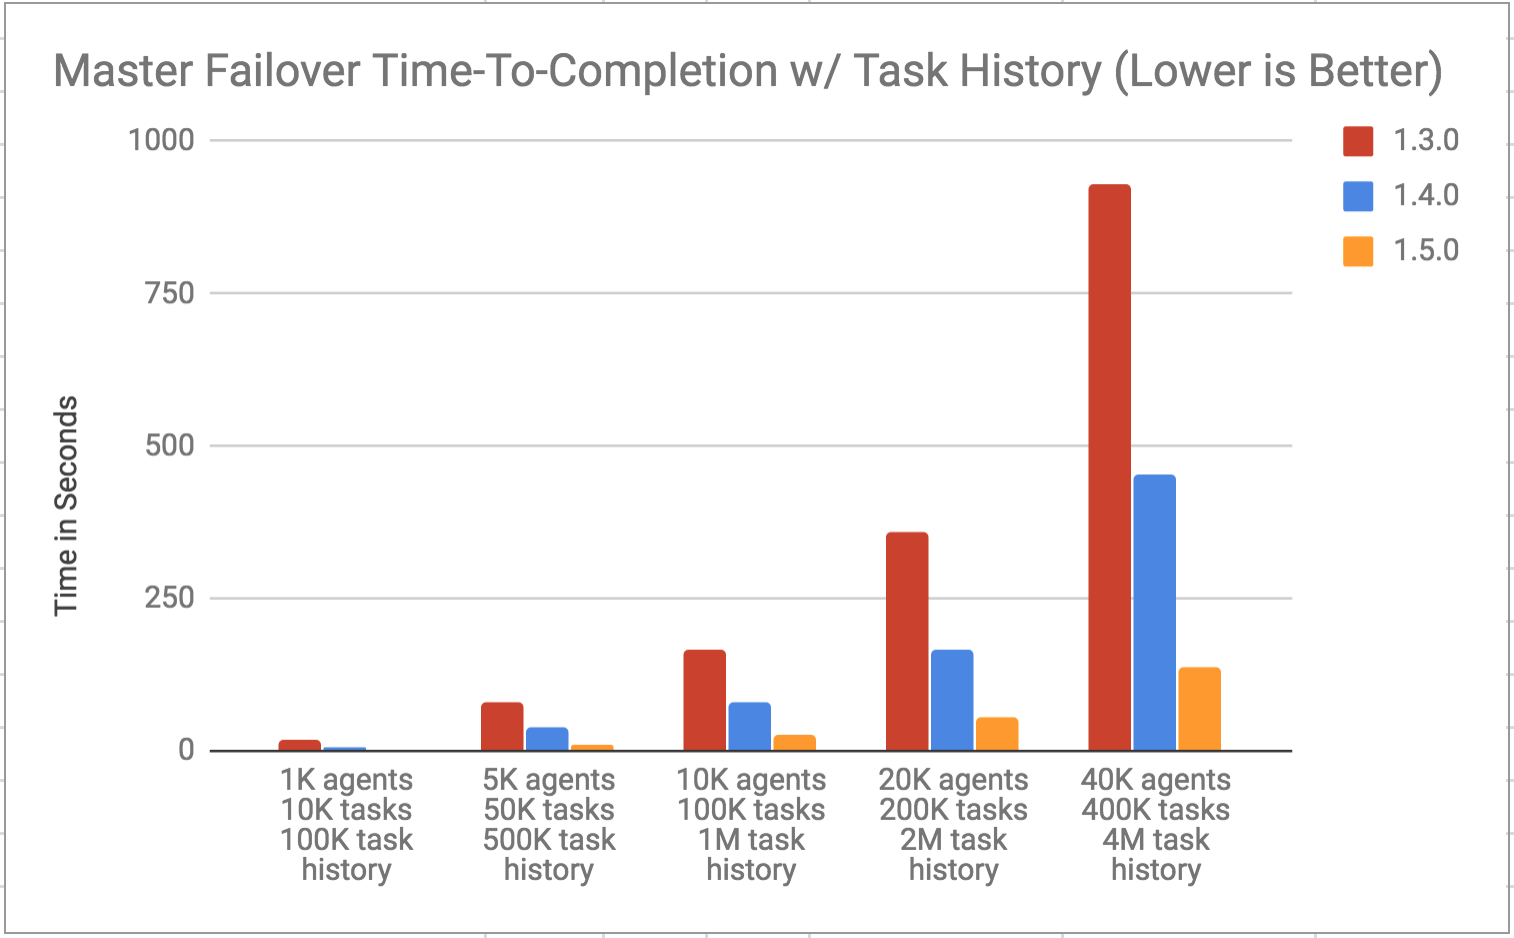 Master Failover Time-To-Completion w/ Task History (Lower is Better)
1000
750
500
250
0
Time in Seconds
1.3.0
1.4.0
1.5.0
1K agents
10K tasks
100K task
history
5K agents
50K tasks
500K task
history
10K agents
100K tasks
1M task
history
20K agents
200K tasks
2M task
history
40K agents
400K tasks
4M task
history